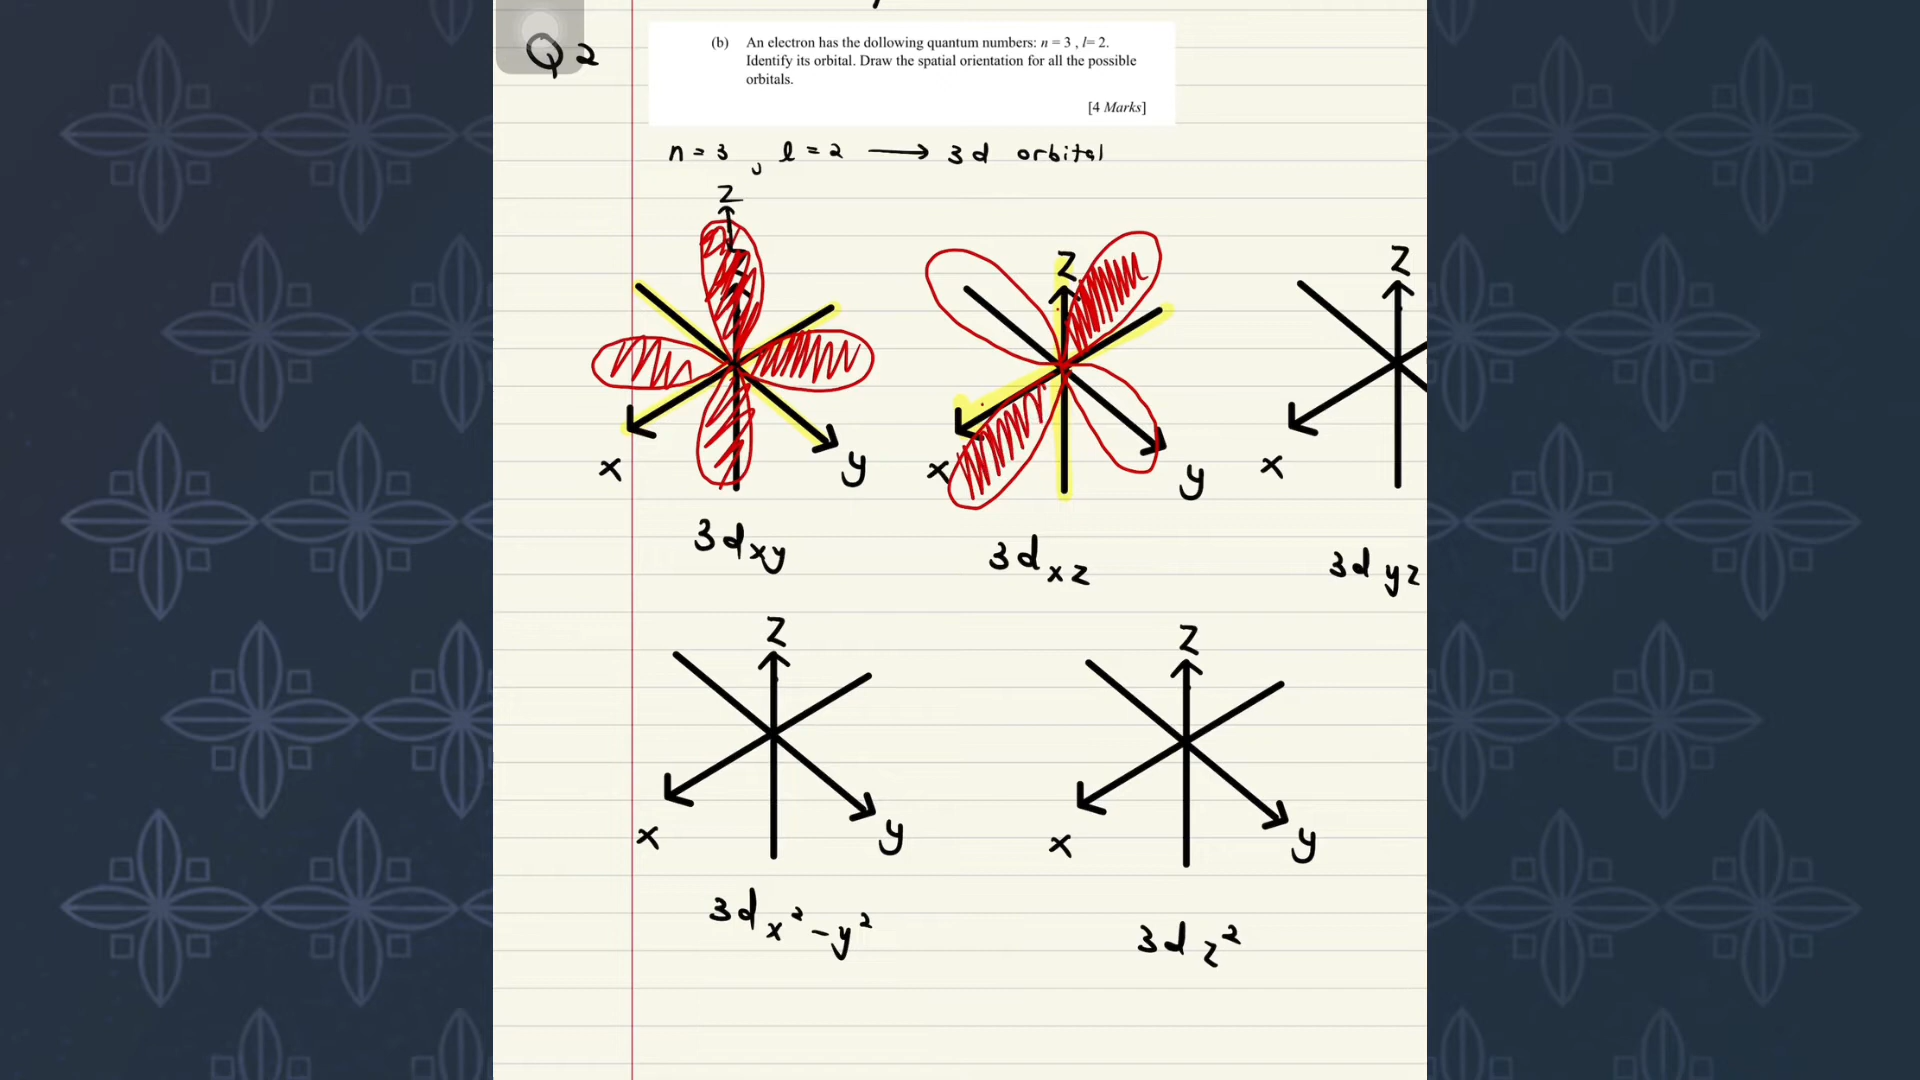 Q2
(b) An electron has the dollowing quantum numbers: n = 3 , l= 2.
Identify its orbital. Draw the spatial orientation for all the possible
orbitals.
[4 Marks]
n = 3 , l = 2 ⟶ 3d orbital
z
z
z
x
y
x
y
x
3dxy
3dxz
3dyz
z
z
x
y
x
y
3dx²-y²
3dz²